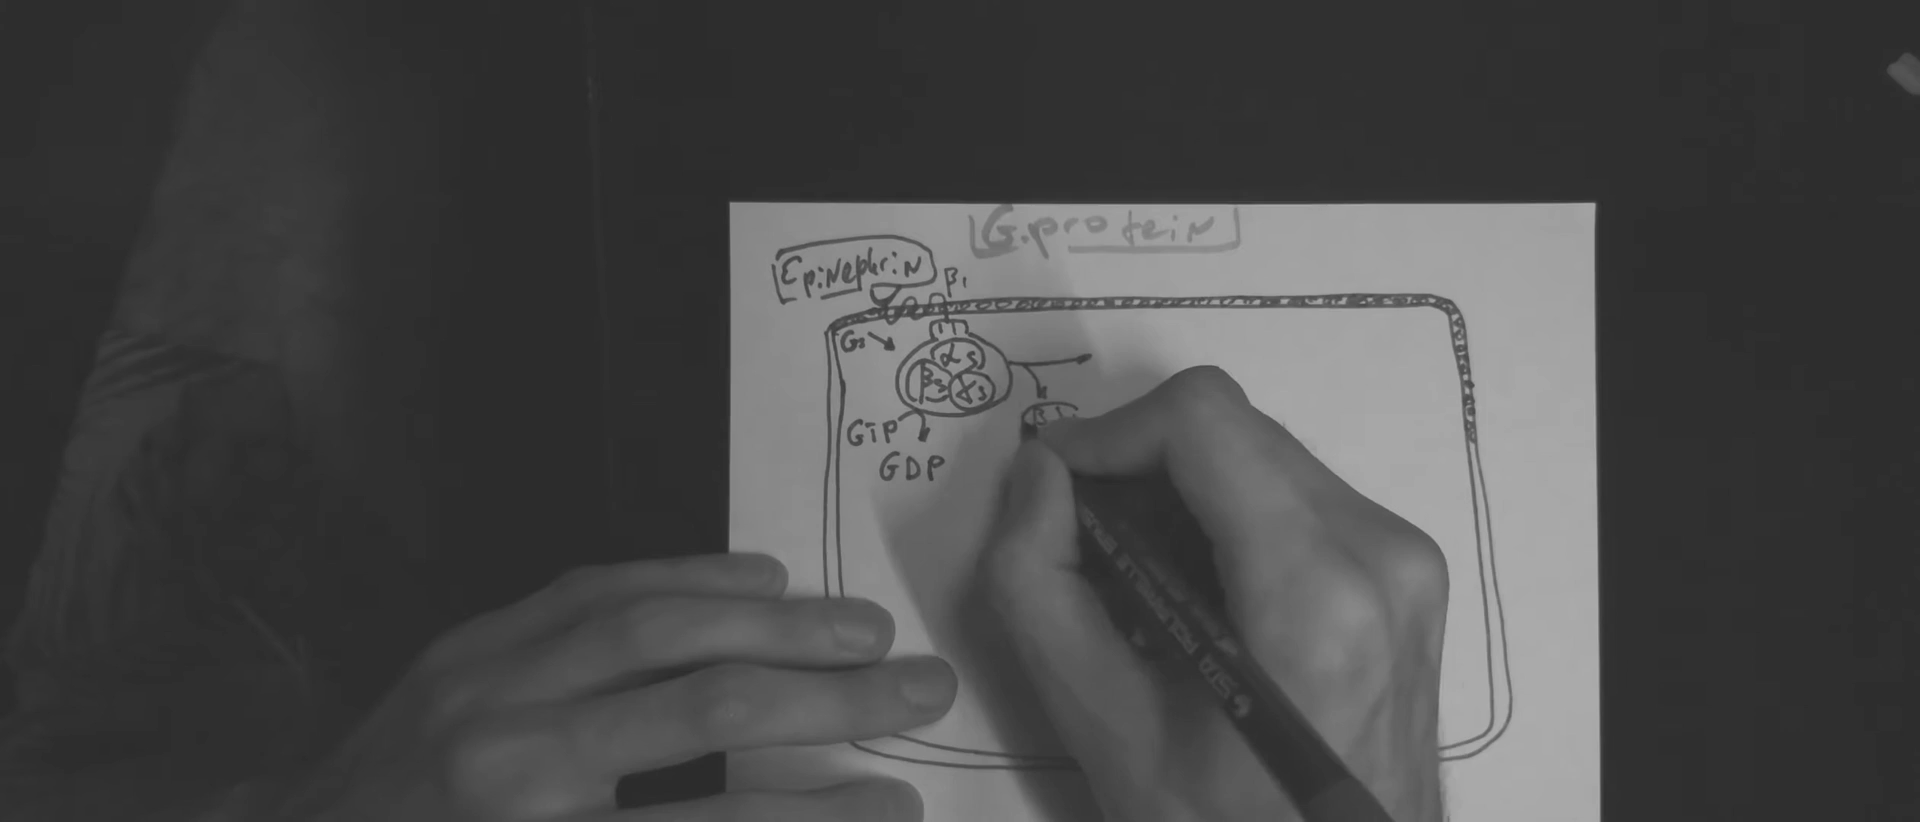 G.protein
EpiNephriN
β₁
Gs
αs
βs
γs
GTP
GDP